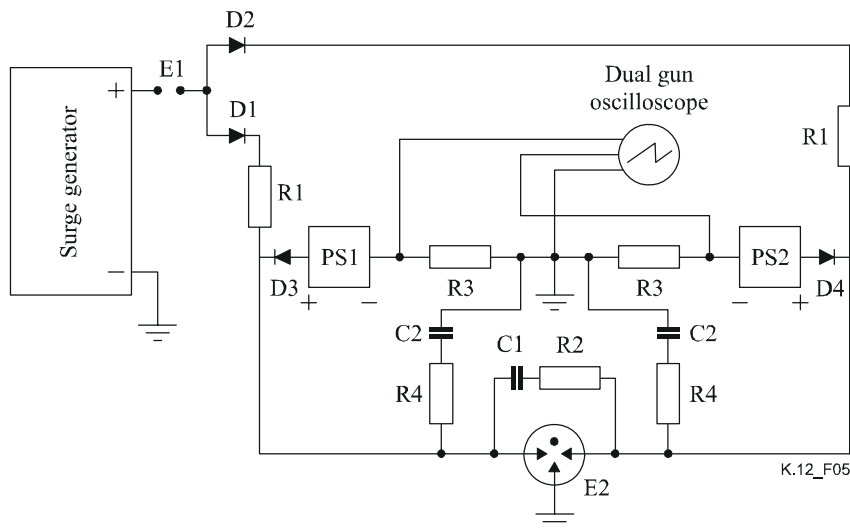 D2
E1
Dual gun
oscilloscope
+
D1
R1
Surge generator
R1
PS1
PS2
−
D3
R3
R3
D4
+
−
−
+
C2
C1
R2
C2
R4
R4
E2
K.12_F05